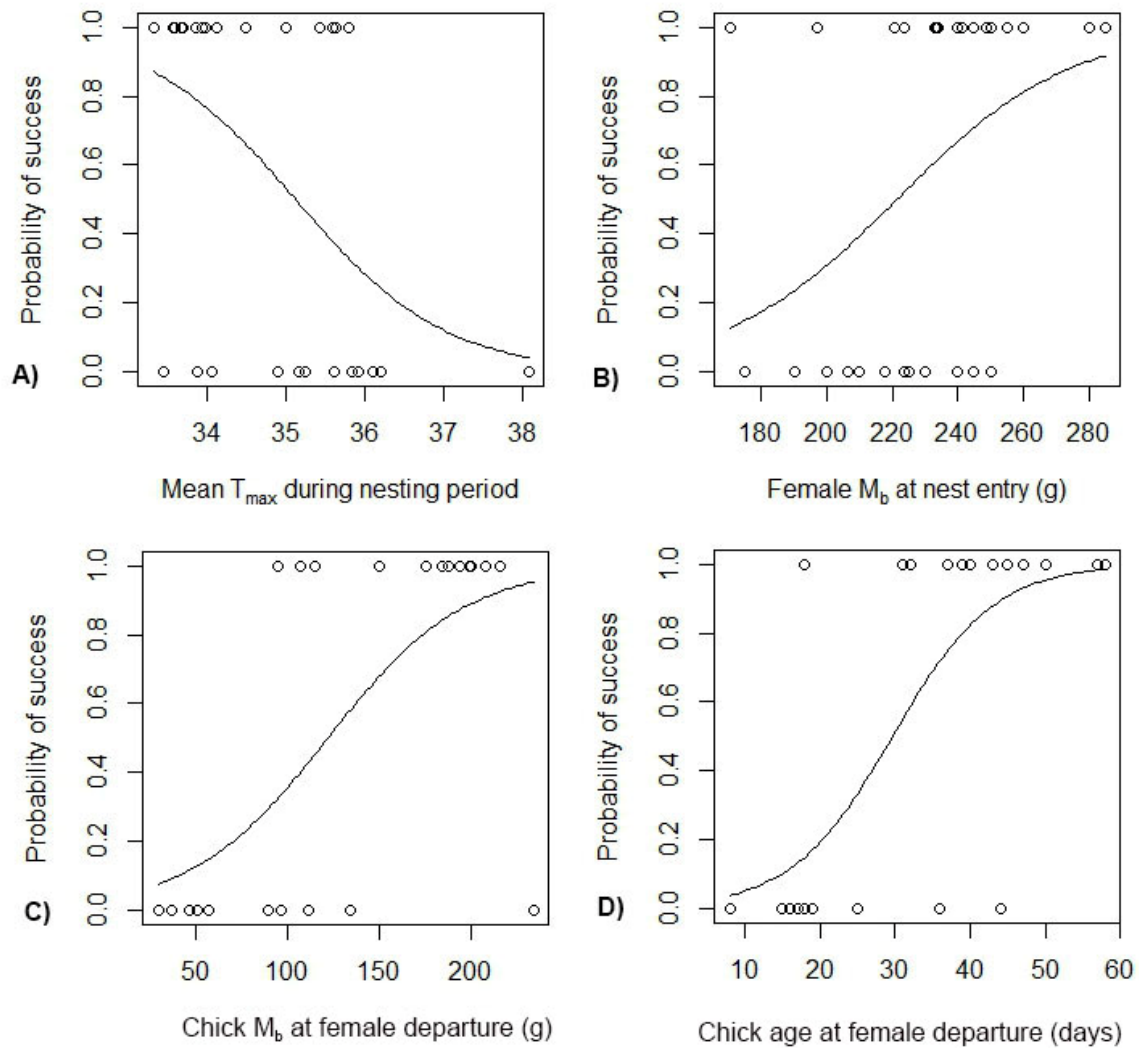 Probability of success
1.0
0.8
0.6
0.4
0.2
0.0
A)
34 35 36 37 38
Mean Tmax during nesting period
Probability of success
1.0
0.8
0.6
0.4
0.2
0.0
B)
180 200 220 240 260 280
Female Mb at nest entry (g)
Probability of success
1.0
0.8
0.6
0.4
0.2
0.0
C)
50 100 150 200
Chick Mb at female departure (g)
Probability of success
1.0
0.8
0.6
0.4
0.2
0.0
D)
10 20 30 40 50 60
Chick age at female departure (days)